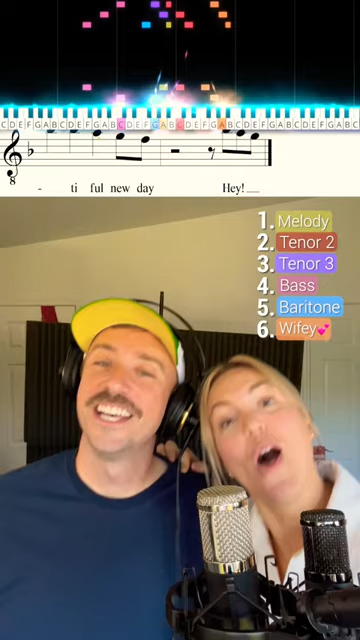 8
- ti ful new day Hey!
1. Melody
2. Tenor 2
3. Tenor 3
4. Bass
5. Baritone
6. Wifey💕